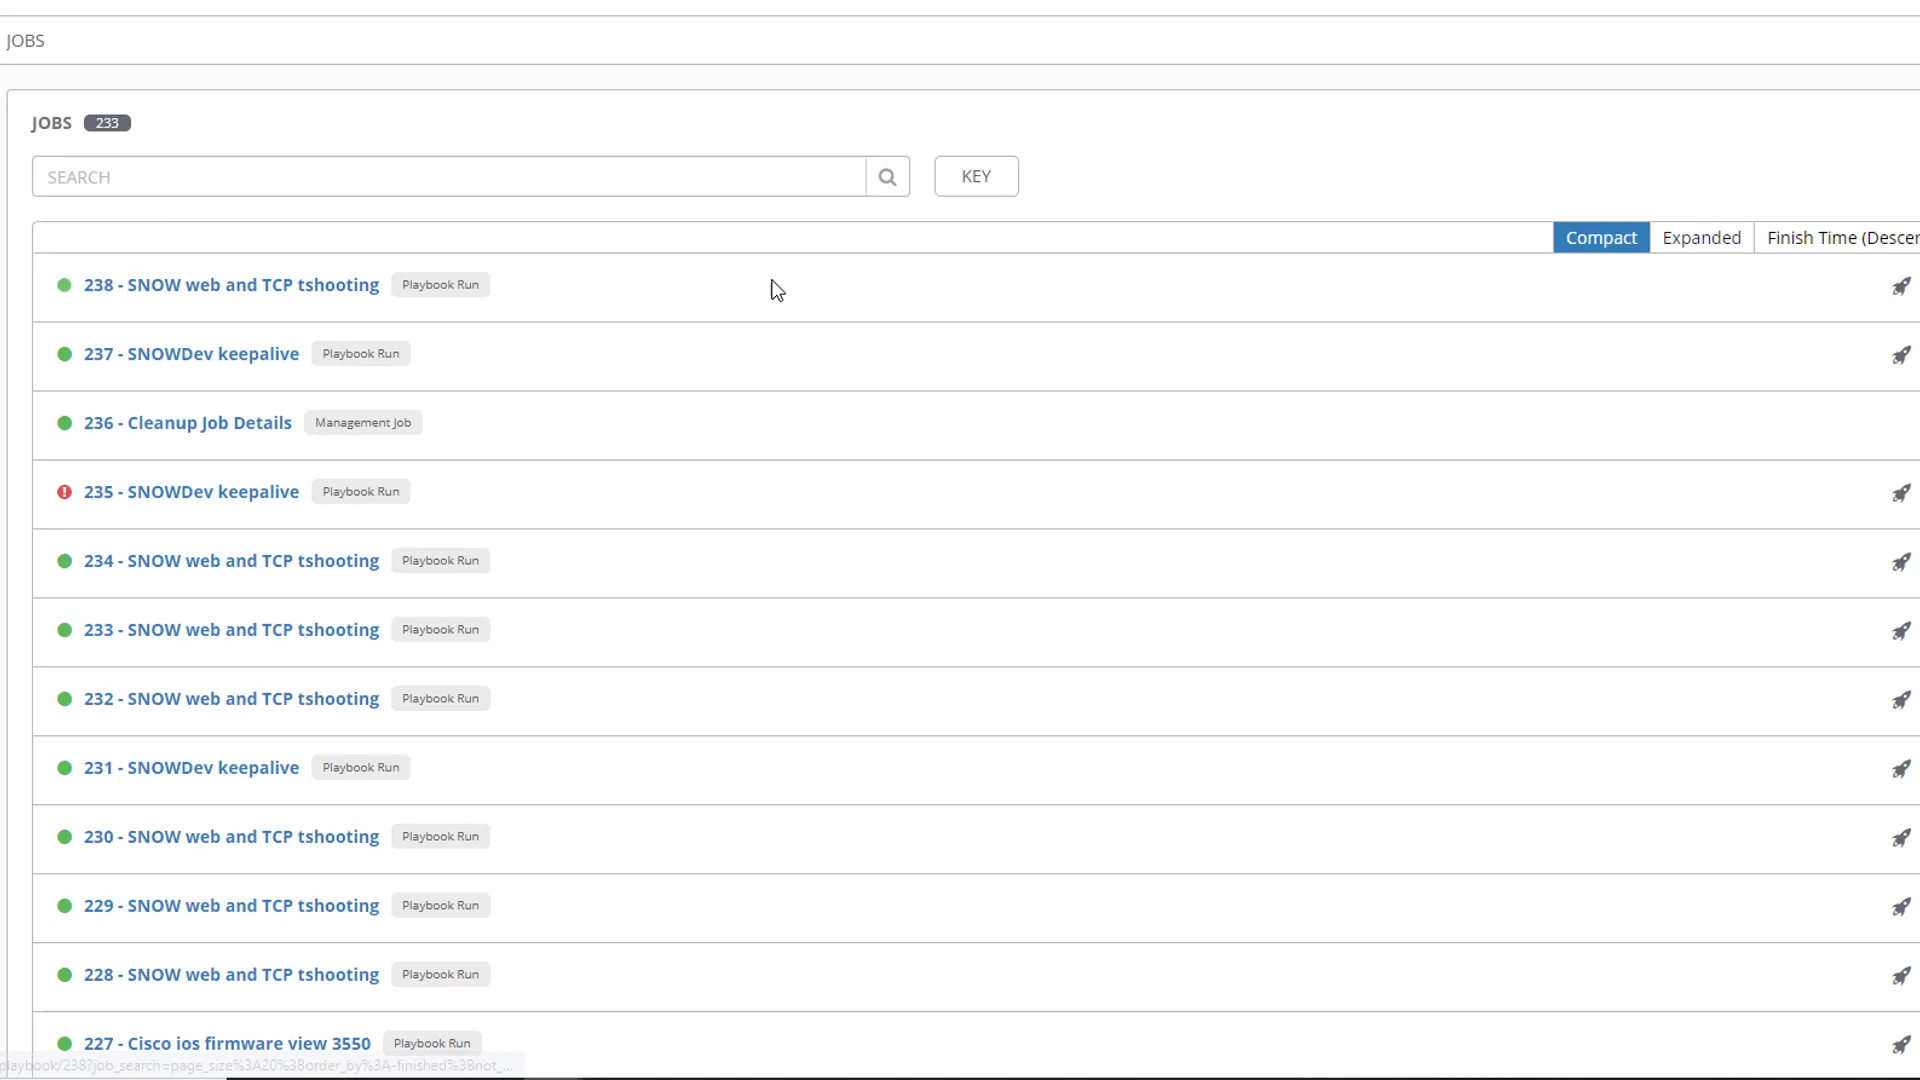 JOBS
JOBS 233
SEARCH KEY
Compact Expanded Finish Time (Descen
238 - SNOW web and TCP tshooting Playbook Run
237 - SNOWDev keepalive Playbook Run
236 - Cleanup Job Details Management Job
235 - SNOWDev keepalive Playbook Run
234 - SNOW web and TCP tshooting Playbook Run
233 - SNOW web and TCP tshooting Playbook Run
232 - SNOW web and TCP tshooting Playbook Run
231 - SNOWDev keepalive Playbook Run
230 - SNOW web and TCP tshooting Playbook Run
229 - SNOW web and TCP tshooting Playbook Run
228 - SNOW web and TCP tshooting Playbook Run
227 - Cisco ios firmware view 3550 Playbook Run
playbook/238?job_search=page_size%3A20%3Border_by%3A-finished%3Bnot_...